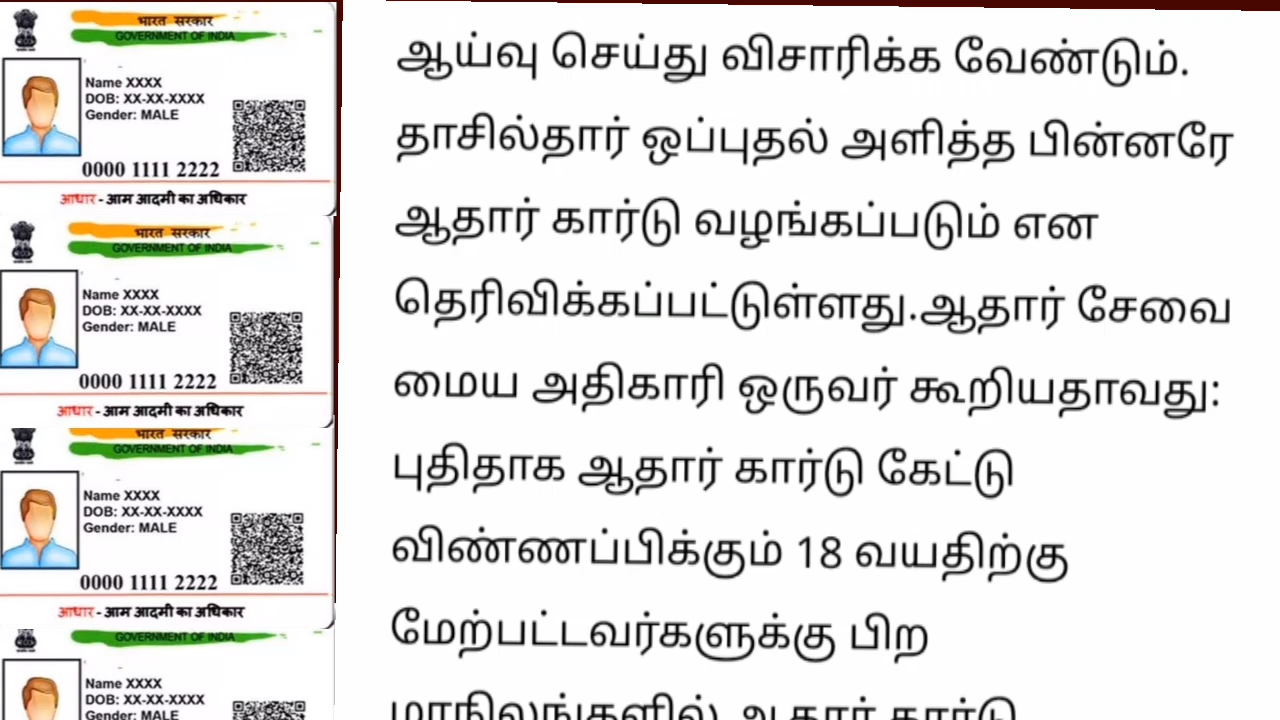 भारत सरकार
GOVERNMENT OF INDIA
Name XXXX
DOB: XX-XX-XXXX
Gender: MALE
0000 1111 2222
आधार - आम आदमी का अधिकार
भारत सरकार
GOVERNMENT OF INDIA
Name XXXX
DOB: XX-XX-XXXX
Gender: MALE
0000 1111 2222
आधार - आम आदमी का अधिकार
भारत सरकार
GOVERNMENT OF INDIA
Name XXXX
DOB: XX-XX-XXXX
Gender: MALE
0000 1111 2222
आधार - आम आदमी का अधिकार
GOVERNMENT OF INDIA
Name XXXX
DOB: XX-XX-XXXX
Gender: MALE
ஆய்வு செய்து விசாரிக்க வேண்டும்.
தாசில்தார் ஒப்புதல் அளித்த பின்னரே
ஆதார் கார்டு வழங்கப்படும் என
தெரிவிக்கப்பட்டுள்ளது.ஆதார் சேவை
மைய அதிகாரி ஒருவர் கூறியதாவது:
புதிதாக ஆதார் கார்டு கேட்டு
விண்ணப்பிக்கும் 18 வயதிற்கு
மேற்பட்டவர்களுக்கு பிற
மாநிலங்களில் ஆதார் கார்டு